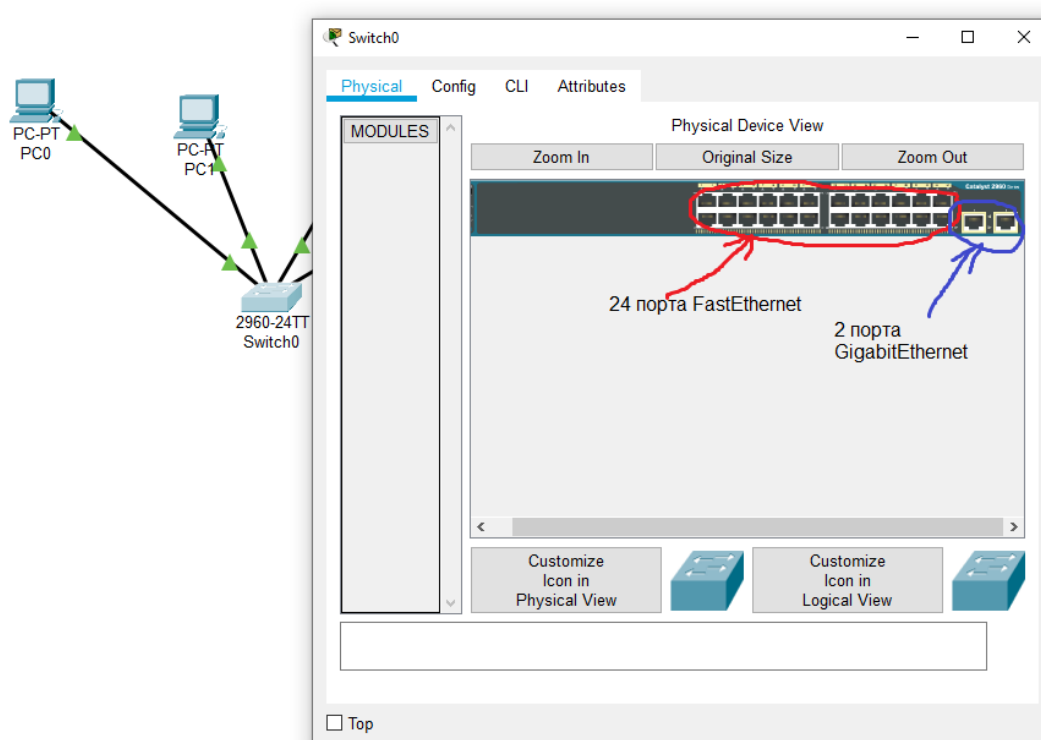 Switch0
Physical
Config
CLI
Attributes
MODULES
Physical Device View
Zoom In
Original Size
Zoom Out
Catalyst 2960 Series
24 порта FastEthernet
2 порта
GigabitEthernet
Customize
Icon in
Physical View
Customize
Icon in
Logical View
Top
PC-PT
PC0
PC-PT
PC1
2960-24TT
Switch0